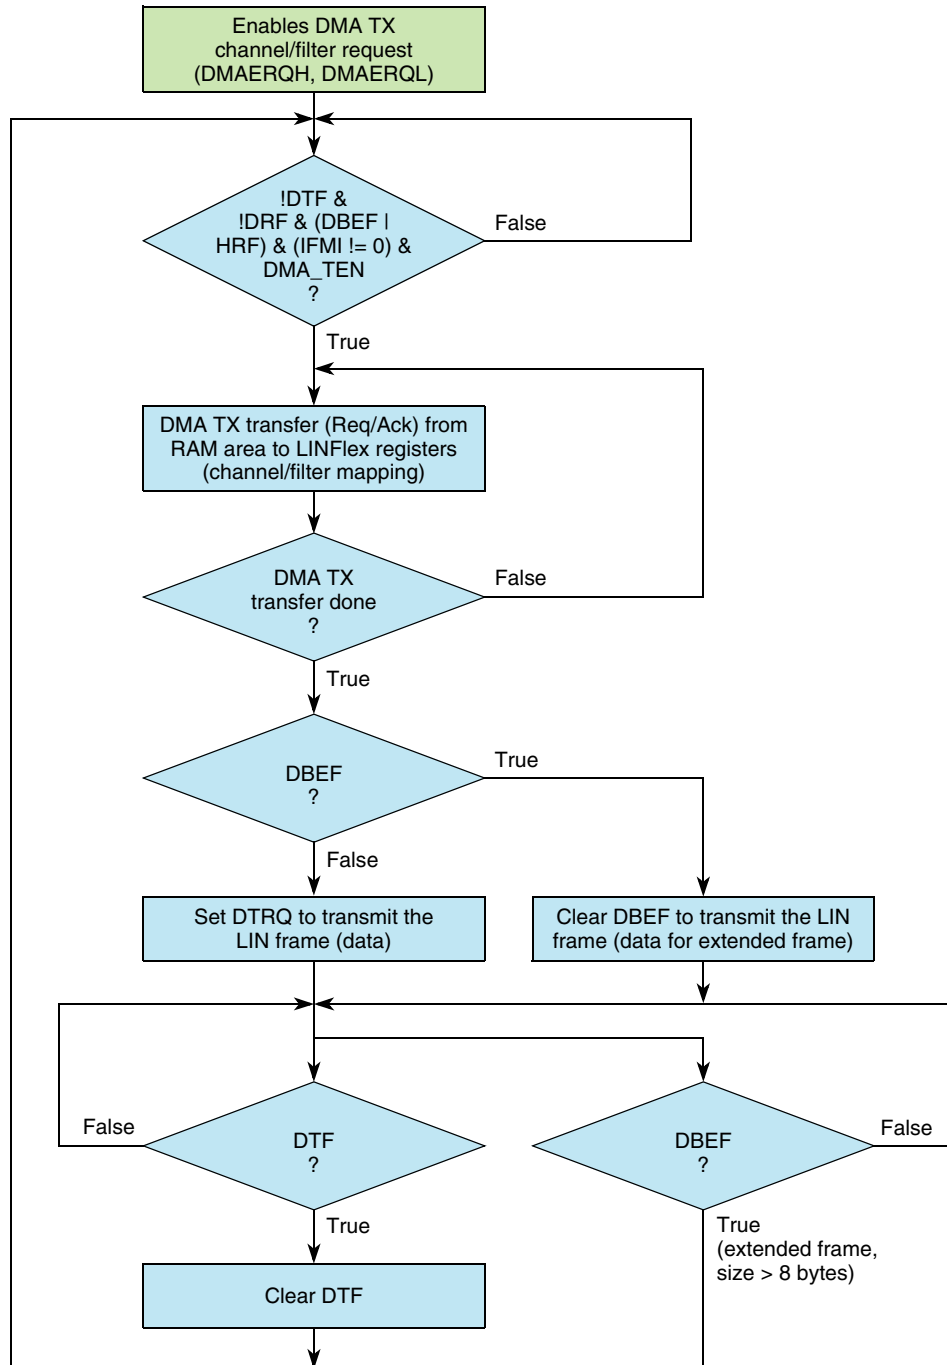 Enables DMA TX
channel/filter request
(DMAERQH, DMAERQL)
!DTF &
!DRF & (DBEF |
HRF) & (IFMI != 0) &
DMA_TEN
?
False
True
DMA TX transfer (Req/Ack) from
RAM area to LINFlex registers
(channel/filter mapping)
DMA TX
transfer done
?
False
True
DBEF
?
True
False
Set DTRQ to transmit the
LIN frame (data)
Clear DBEF to transmit the LIN
frame (data for extended frame)
False
DTF
?
DBEF
?
False
True
True
(extended frame,
size > 8 bytes)
Clear DTF